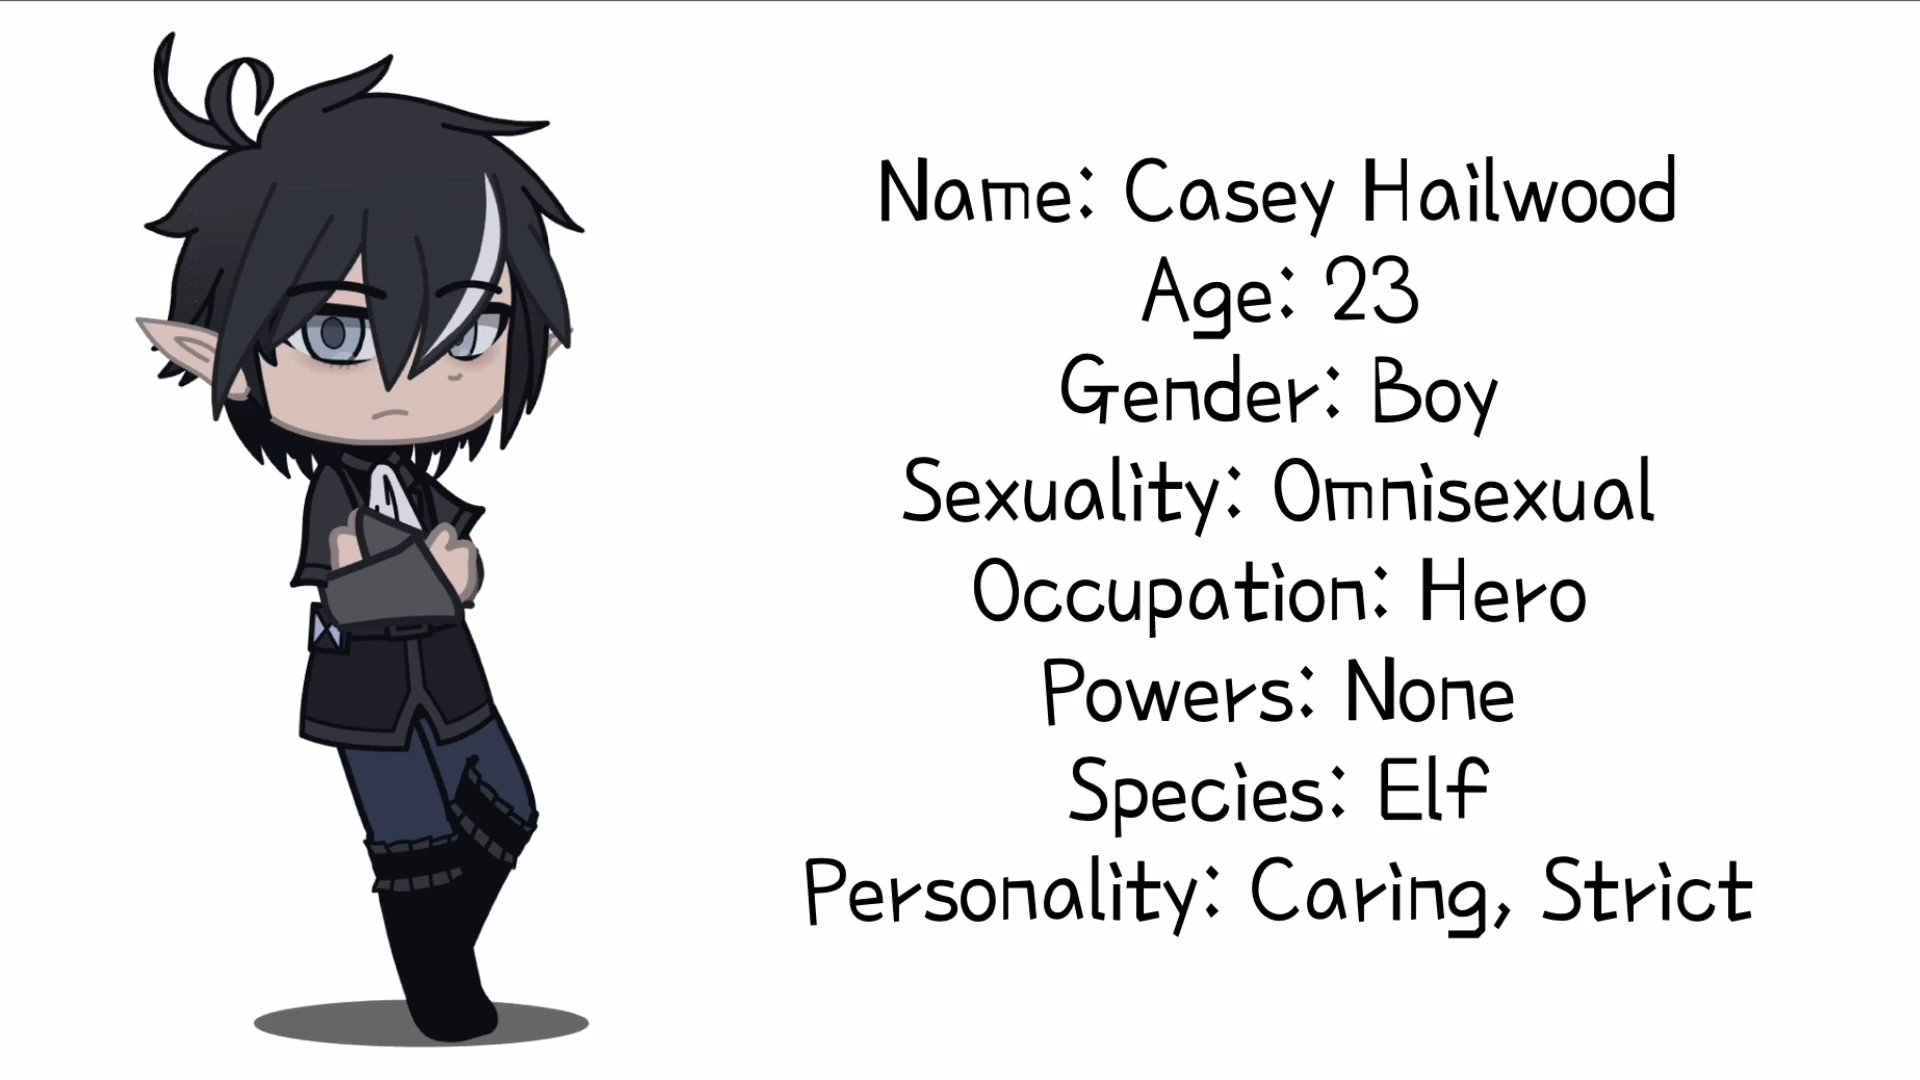 Name: Casey Hailwood
Age: 23
Gender: Boy
Sexuality: Omnisexual
Occupation: Hero
Powers: None
Species: Elf
Personality: Caring, Strict